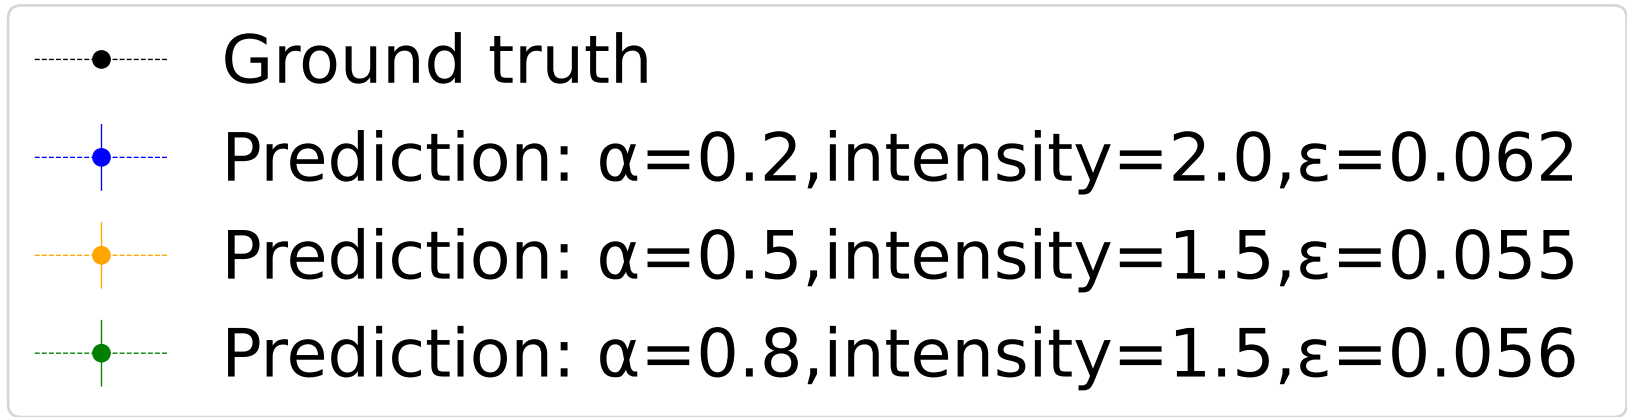 Ground truth
Prediction: α=0.2,intensity=2.0,ε=0.062
Prediction: α=0.5,intensity=1.5,ε=0.055
Prediction: α=0.8,intensity=1.5,ε=0.056